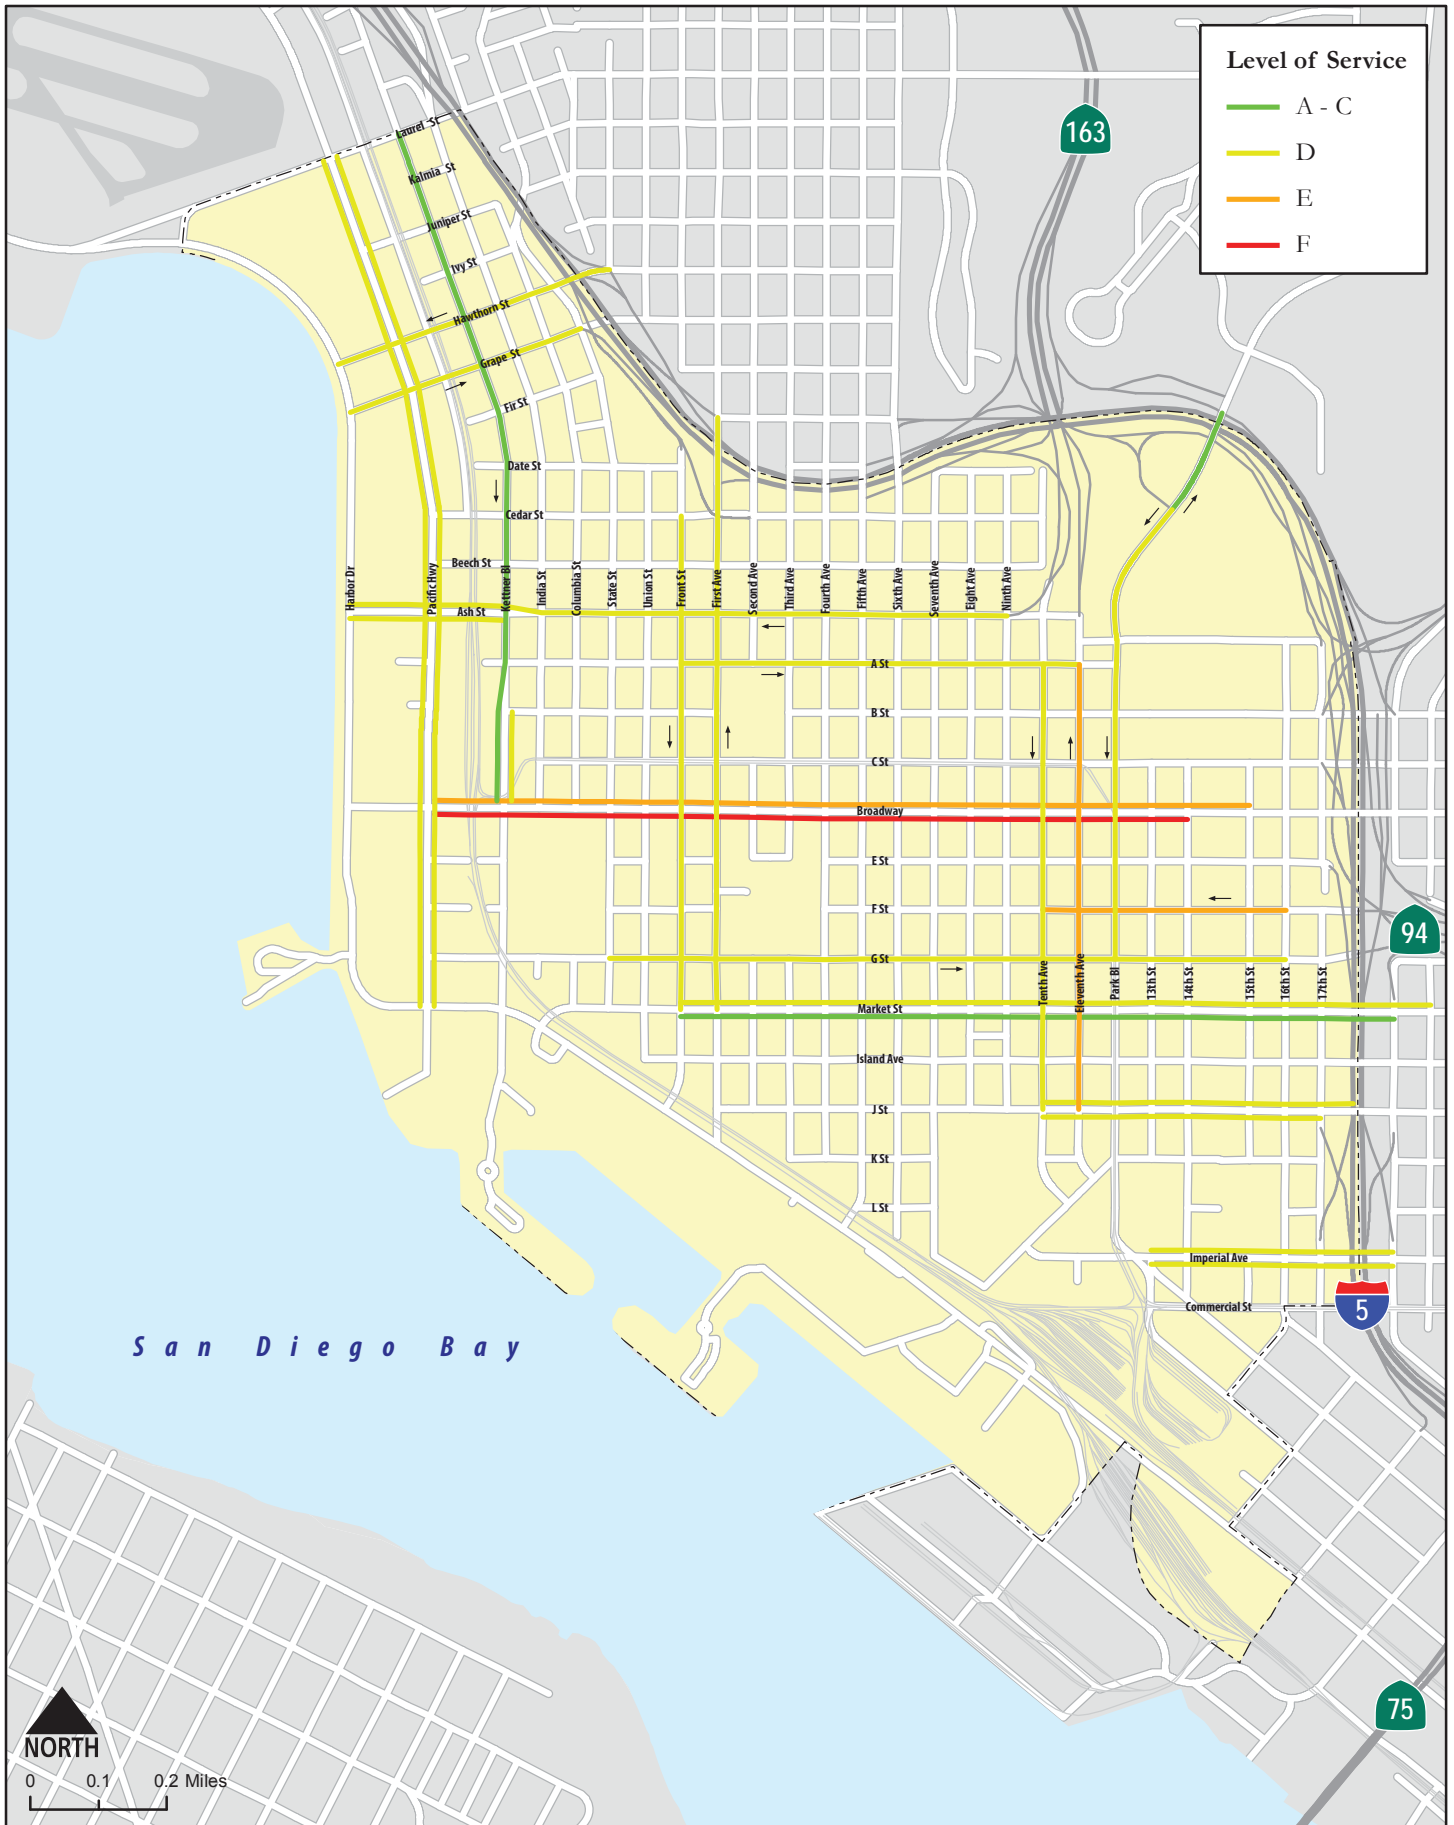 Level of Service
A - C
D
E
F
163
Laurel St
Kalmia St
Juniper St
Ivy St
Hawthorn St
Grape St
Fir St
Date St
Cedar St
Beech St
Harbor Dr
Pacific Hwy
Kettner Bl
India St
Columbia St
State St
Union St
Front St
First Ave
Second Ave
Third Ave
Fourth Ave
Fifth Ave
Sixth Ave
Seventh Ave
Eight Ave
Ninth Ave
Ash St
A St
B St
C St
Broadway
E St
F St
94
G St
Tenth Ave
Eleventh Ave
Park Bl
13th St
14th St
15th St
16th St
17th St
Market St
Island Ave
J St
K St
L St
Imperial Ave
Commercial St
5
San Diego Bay
75
NORTH
0 0.1 0.2 Miles